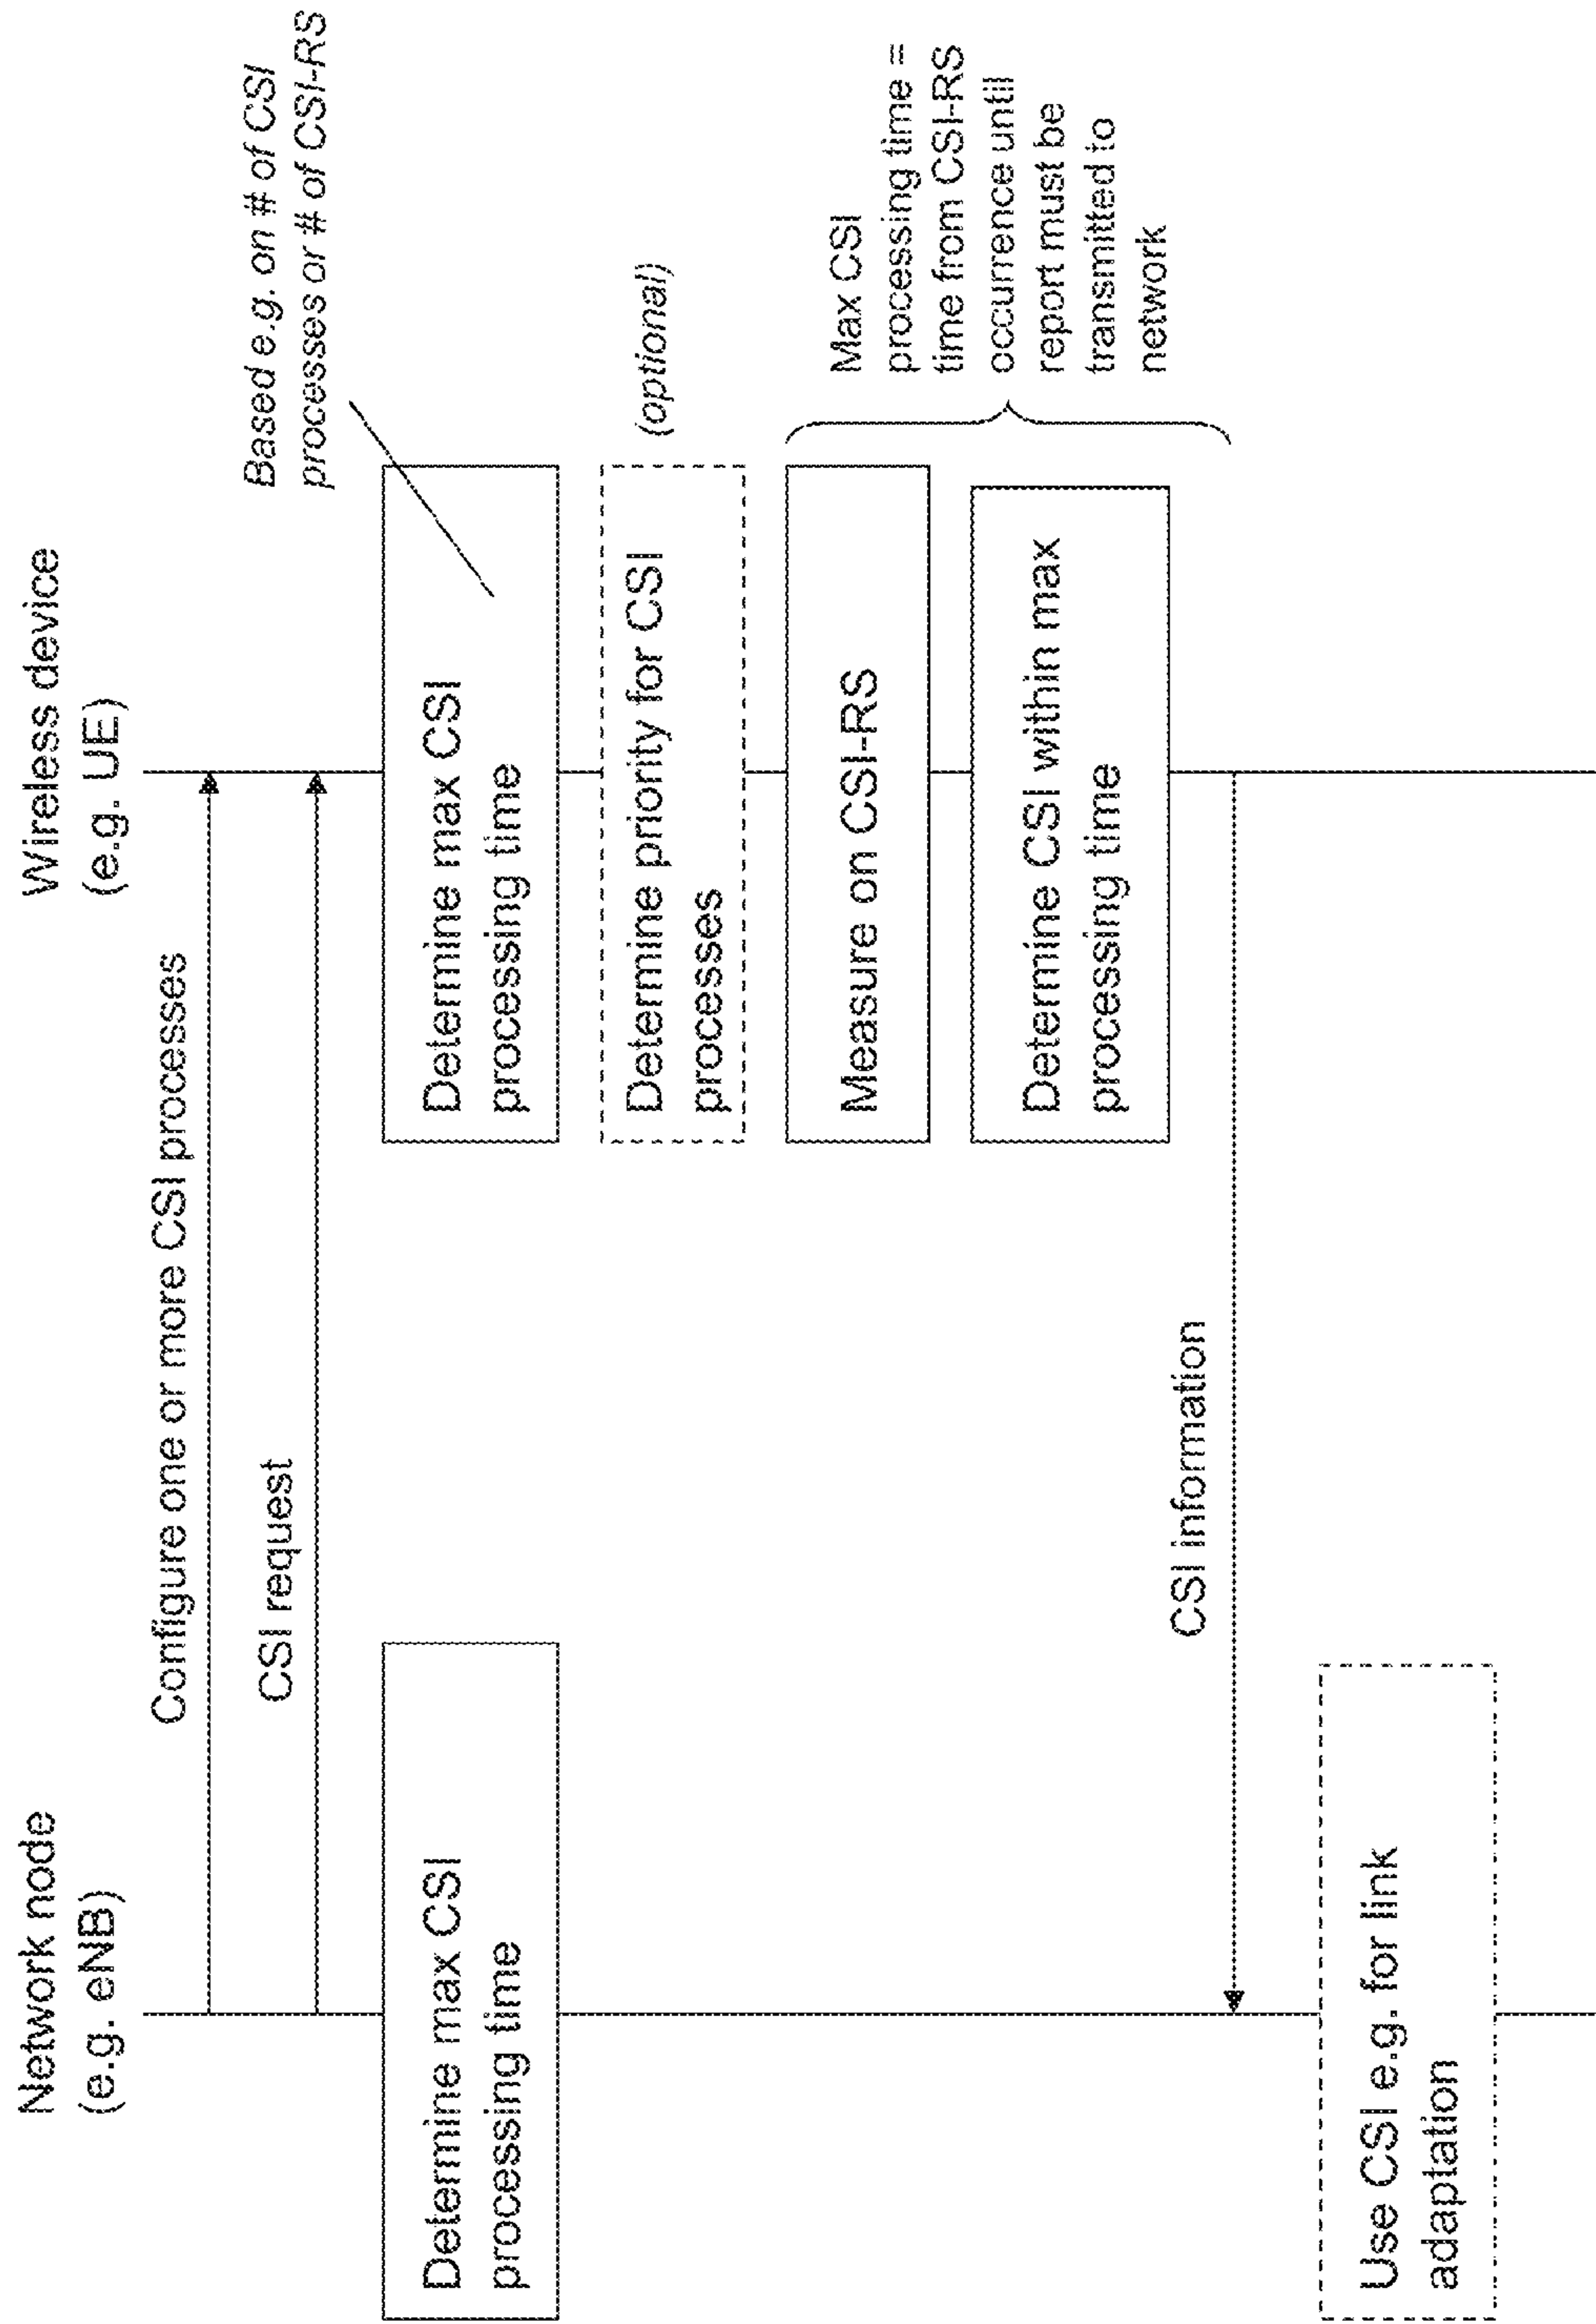 Network node
(e.g. eNB)
Wireless device
(e.g. UE)
Configure one or more CSI processes
CSI request
Based e.g. on # of CSI
processes or # of CSI-RS
Determine max CSI
processing time
Determine max CSI
processing time
Determine priority for CSI
processes
(optional)
Measure on CSI-RS
Determine CSI within max
processing time
Max CSI
processing time =
time from CSI-RS
occurrence until
report must be
transmitted to
network
CSI information
Use CSI e.g. for link
adaptation